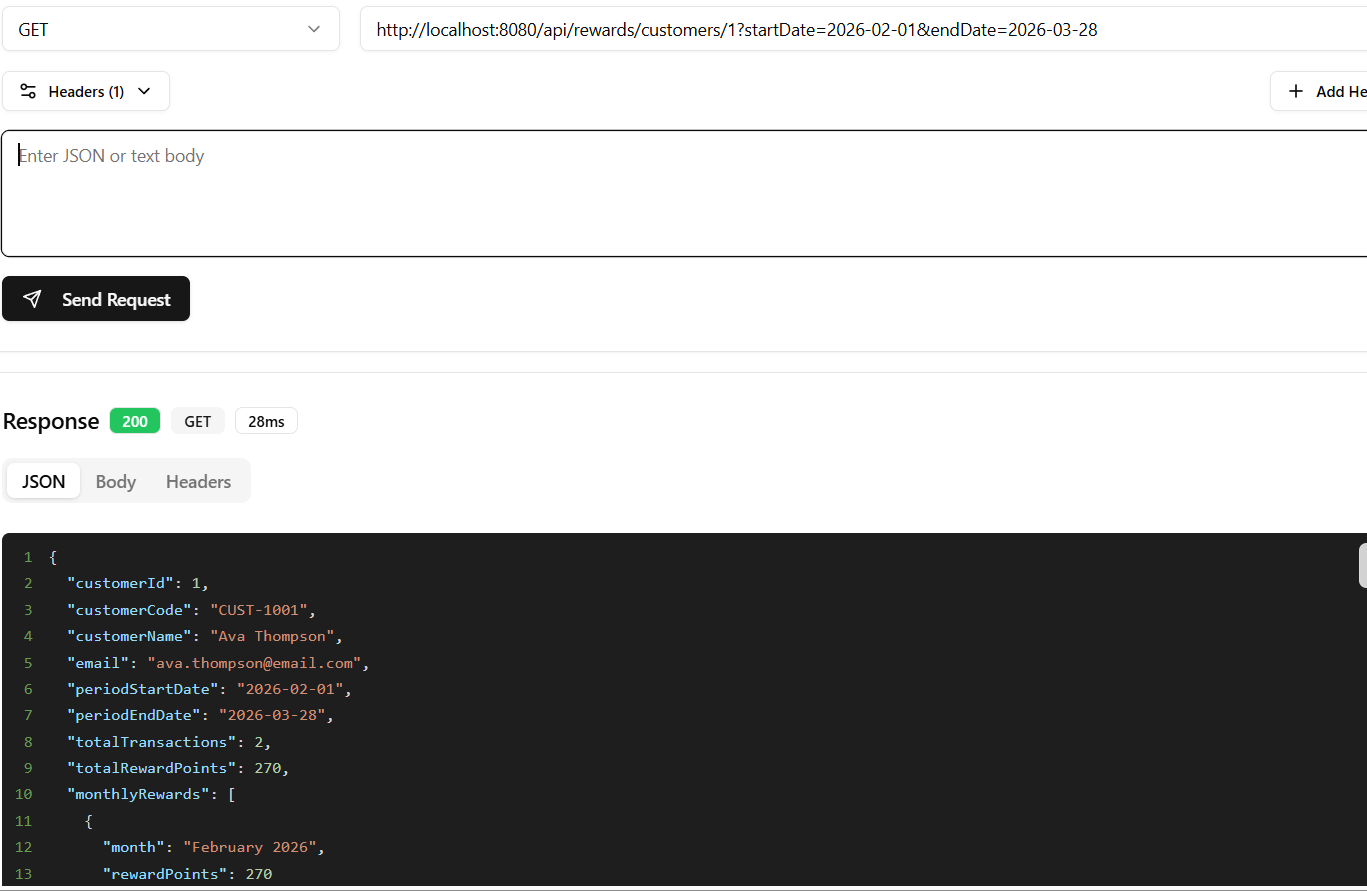 GET
http://localhost:8080/api/rewards/customers/1?startDate=2026-02-01&endDate=2026-03-28
Headers (1)
Add He
Enter JSON or text body
Send Request
Response 200 GET 28ms
JSON Body Headers
1 {
2 "customerId": 1,
3 "customerCode": "CUST-1001",
4 "customerName": "Ava Thompson",
5 "email": "ava.thompson@email.com",
6 "periodStartDate": "2026-02-01",
7 "periodEndDate": "2026-03-28",
8 "totalTransactions": 2,
9 "totalRewardPoints": 270,
10 "monthlyRewards": [
11 {
12 "month": "February 2026",
13 "rewardPoints": 270